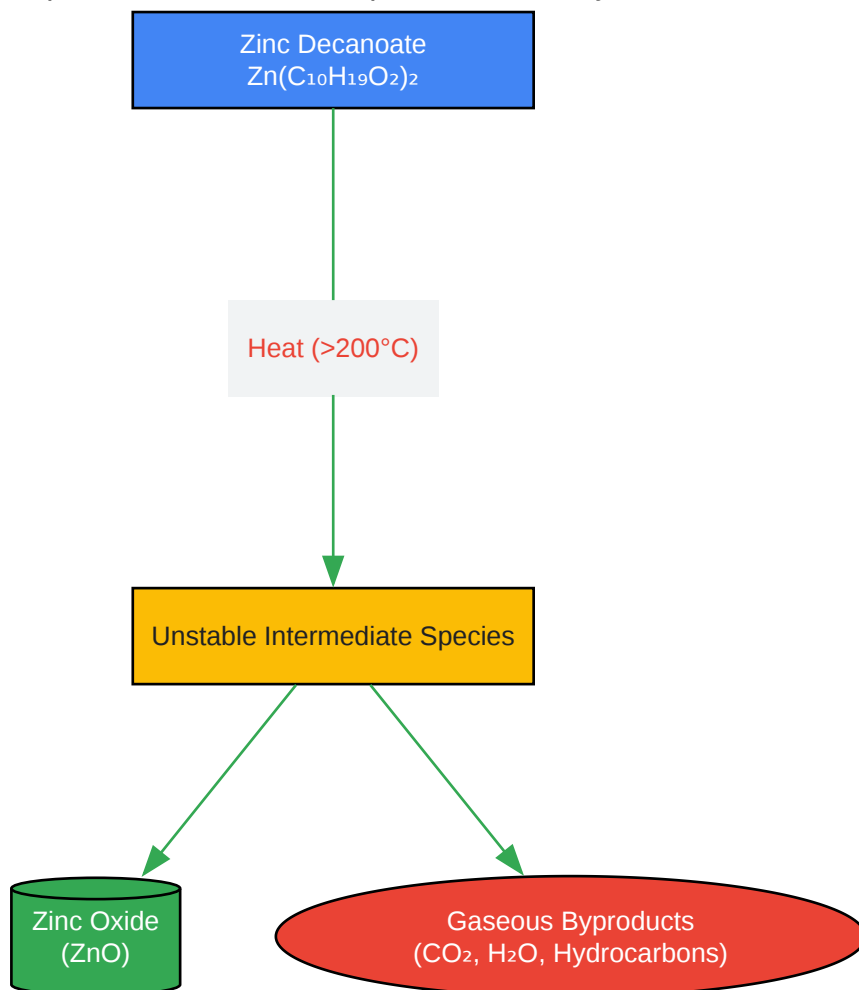 Zinc Decanoate
Zn(C₁₀H₁₉O₂)₂
Heat (>200°C)
Unstable Intermediate Species
Zinc Oxide
(ZnO)
Gaseous Byproducts
(CO₂, H₂O, Hydrocarbons)